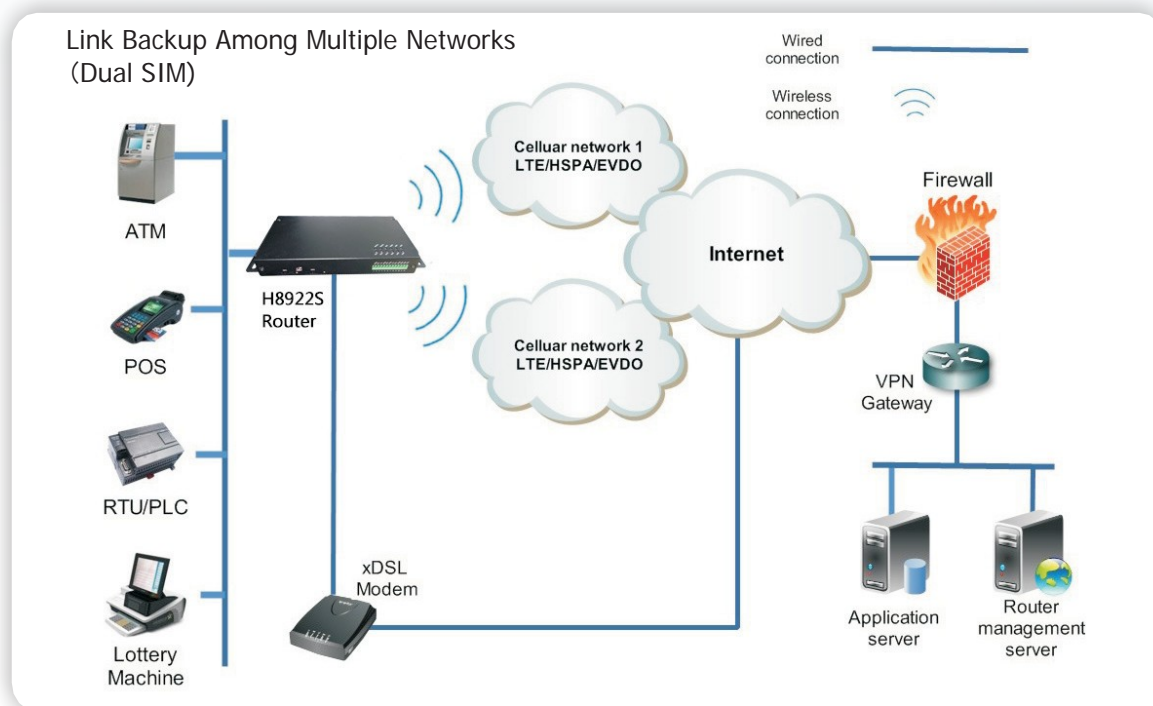 Link Backup Among Multiple Networks
(Dual SIM)
Wired
connection
Wireless
connection
ATM
POS
RTU/PLC
Lottery
Machine
H8922S
Router
xDSL
Modem
Celluar network 1
LTE/HSPA/EVDO
Celluar network 2
LTE/HSPA/EVDO
Internet
Firewall
VPN
Gateway
Application
server
Router
management
server